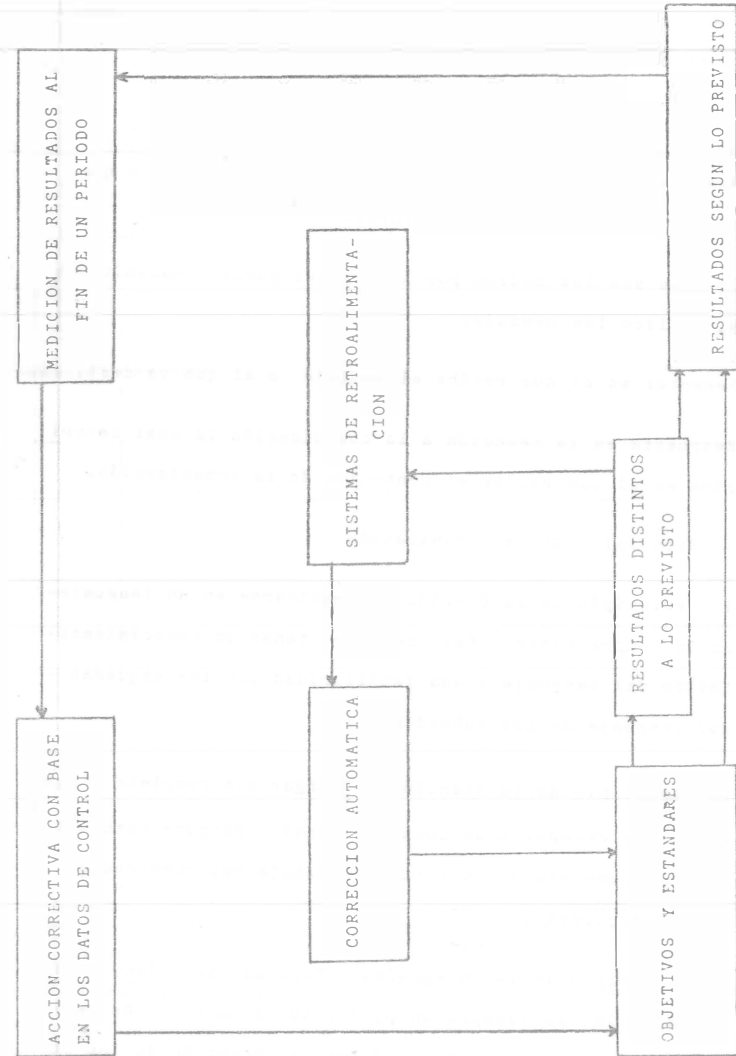 ACCION CORRECTIVA CON BASE
EN LOS DATOS DE CONTROL
MEDICION DE RESULTADOS AL
FIN DE UN PERIODO
CORRECCION AUTOMATICA
SISTEMAS DE RETROALIMENTA-
CION
OBJETIVOS Y ESTANDARES
RESULTADOS DISTINTOS
A LO PREVISTO
RESULTADOS SEGUN LO PREVISTO